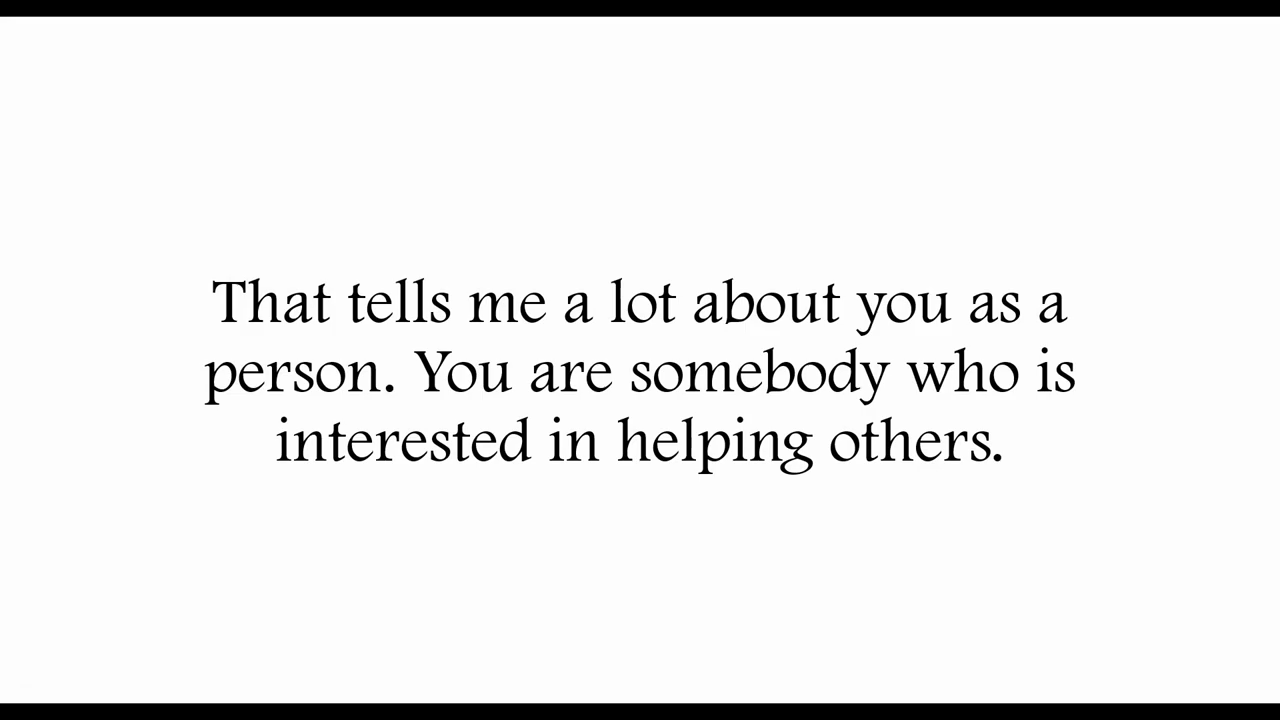 That tells me a lot about you as a
person. You are somebody who is
interested in helping others.